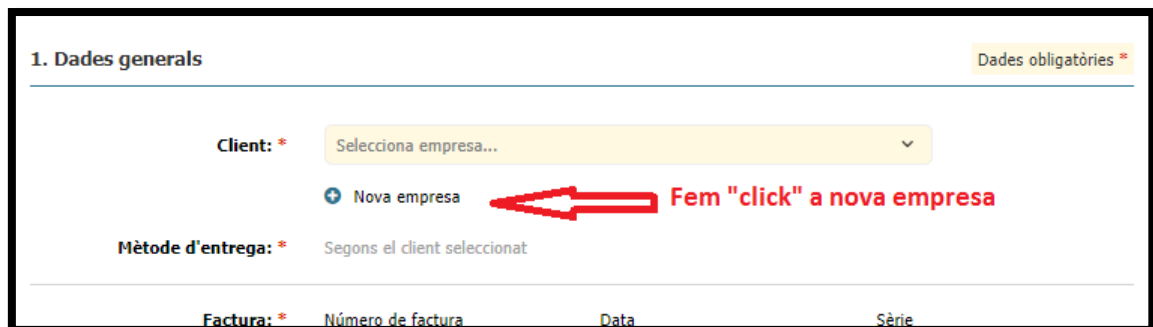 1. Dades generals
Dades obligatòries *
Client: * Selecciona empresa...
Nova empresa
Fem "click" a nova empresa
Mètode d'entrega: * Segons el client seleccionat
Factura: * Número de factura Data Sèrie